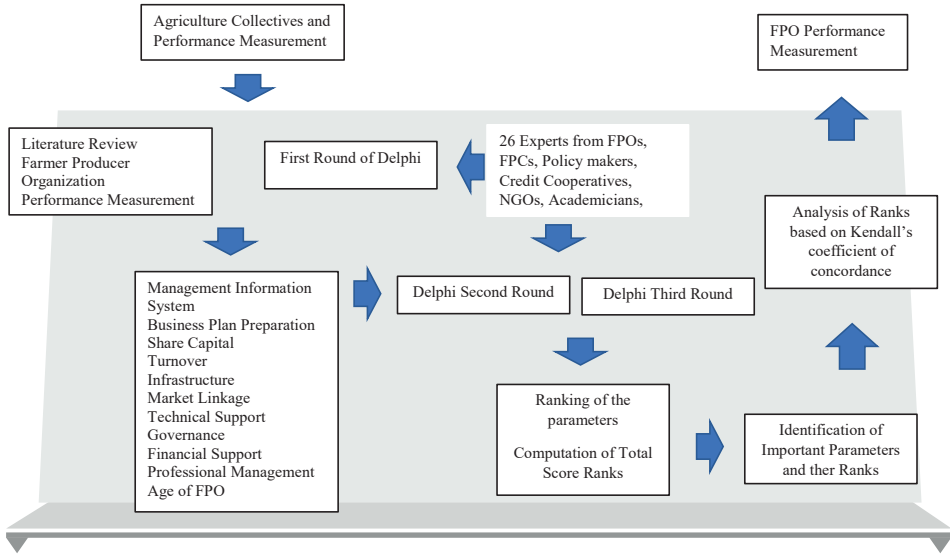 Agriculture Collectives and
Performance Measurement
FPO Performance
Measurement
Literature Review
Farmer Producer
Organization
Performance Measurement
First Round of Delphi
26 Experts from FPOs,
FPCs, Policy makers,
Credit Cooperatives,
NGOs, Academicians,
Analysis of Ranks
based on Kendall's
coefficient of
concordance
Management Information
System
Business Plan Preparation
Share Capital
Turnover
Infrastructure
Market Linkage
Technical Support
Governance
Financial Support
Professional Management
Age of FPO
Delphi Second Round
Delphi Third Round
Ranking of the
parameters
Computation of Total
Score Ranks
Identification of
Important Parameters
and ther Ranks